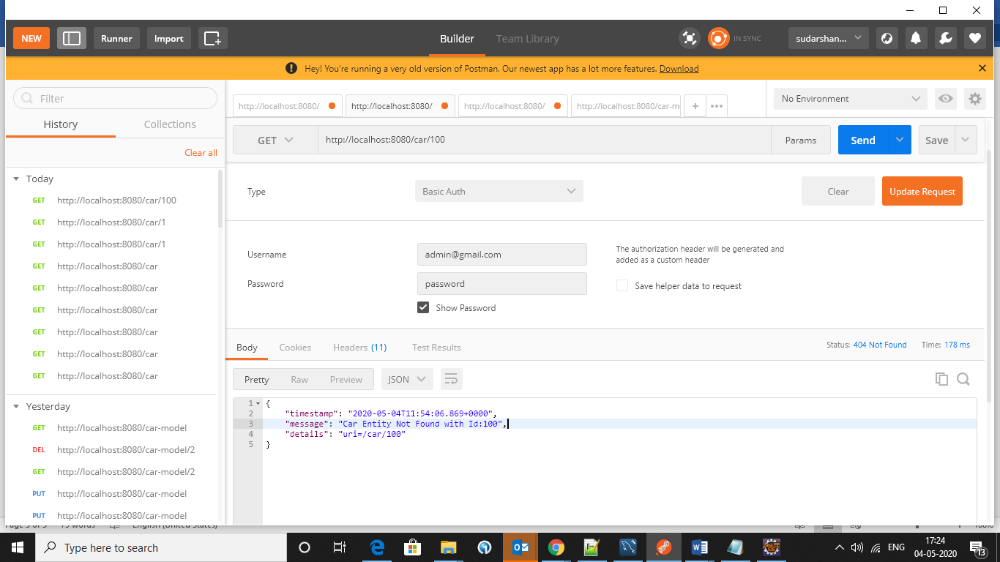 NEW
Runner
Import
Builder
Team Library
IN SYNC
sudarshan...
Hey! You're running a very old version of Postman. Our newest app has a lot more features. Download
Filter
History
Collections
Clear all
Today
GET http://localhost:8080/car/100
GET http://localhost:8080/car/1
GET http://localhost:8080/car/1
GET http://localhost:8080/car
GET http://localhost:8080/car
GET http://localhost:8080/car
GET http://localhost:8080/car
GET http://localhost:8080/car
GET http://localhost:8080/car
Yesterday
GET http://localhost:8080/car-model
DEL http://localhost:8080/car-model/2
GET http://localhost:8080/car-model/2
PUT http://localhost:8080/car-model
PUT http://localhost:8080/car-model
http://localhost:8080/
http://localhost:8080/
http://localhost:8080/
http://localhost:8080/car-m
No Environment
GET
http://localhost:8080/car/100
Params
Send
Save
Type
Basic Auth
Clear
Update Request
Username
admin@gmail.com
The authorization header will be generated and
added as a custom header
Password
password
Save helper data to request
Show Password
Body
Cookies
Headers (11)
Test Results
Status: 404 Not Found
Time: 178 ms
Pretty
Raw
Preview
JSON
1 {
2 "timestamp": "2020-05-04T11:54:06.869+0000",
3 "message": "Car Entity Not Found with Id:100",
4 "details": "uri=/car/100"
5 }
English (United States)
Type here to search
ENG
17:24
04-05-2020
13